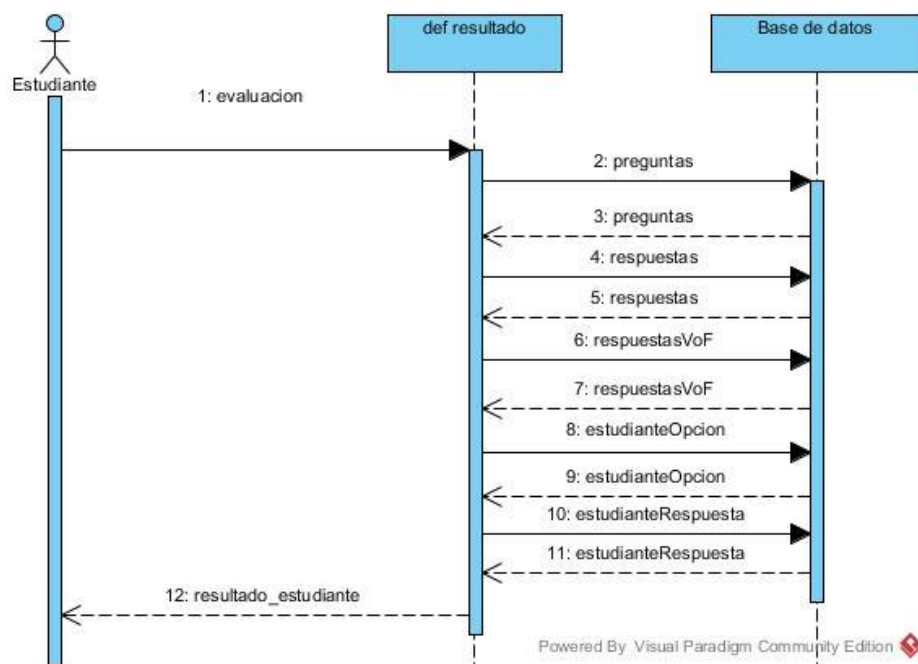 def resultado
Base de datos
Estudiante
1: evaluacion
2: preguntas
3: preguntas
4: respuestas
5: respuestas
6: respuestasVoF
7: respuestasVoF
8: estudianteOpcion
9: estudianteOpcion
10: estudianteRespuesta
11: estudianteRespuesta
12: resultado_estudiante
Powered By Visual Paradigm Community Edition